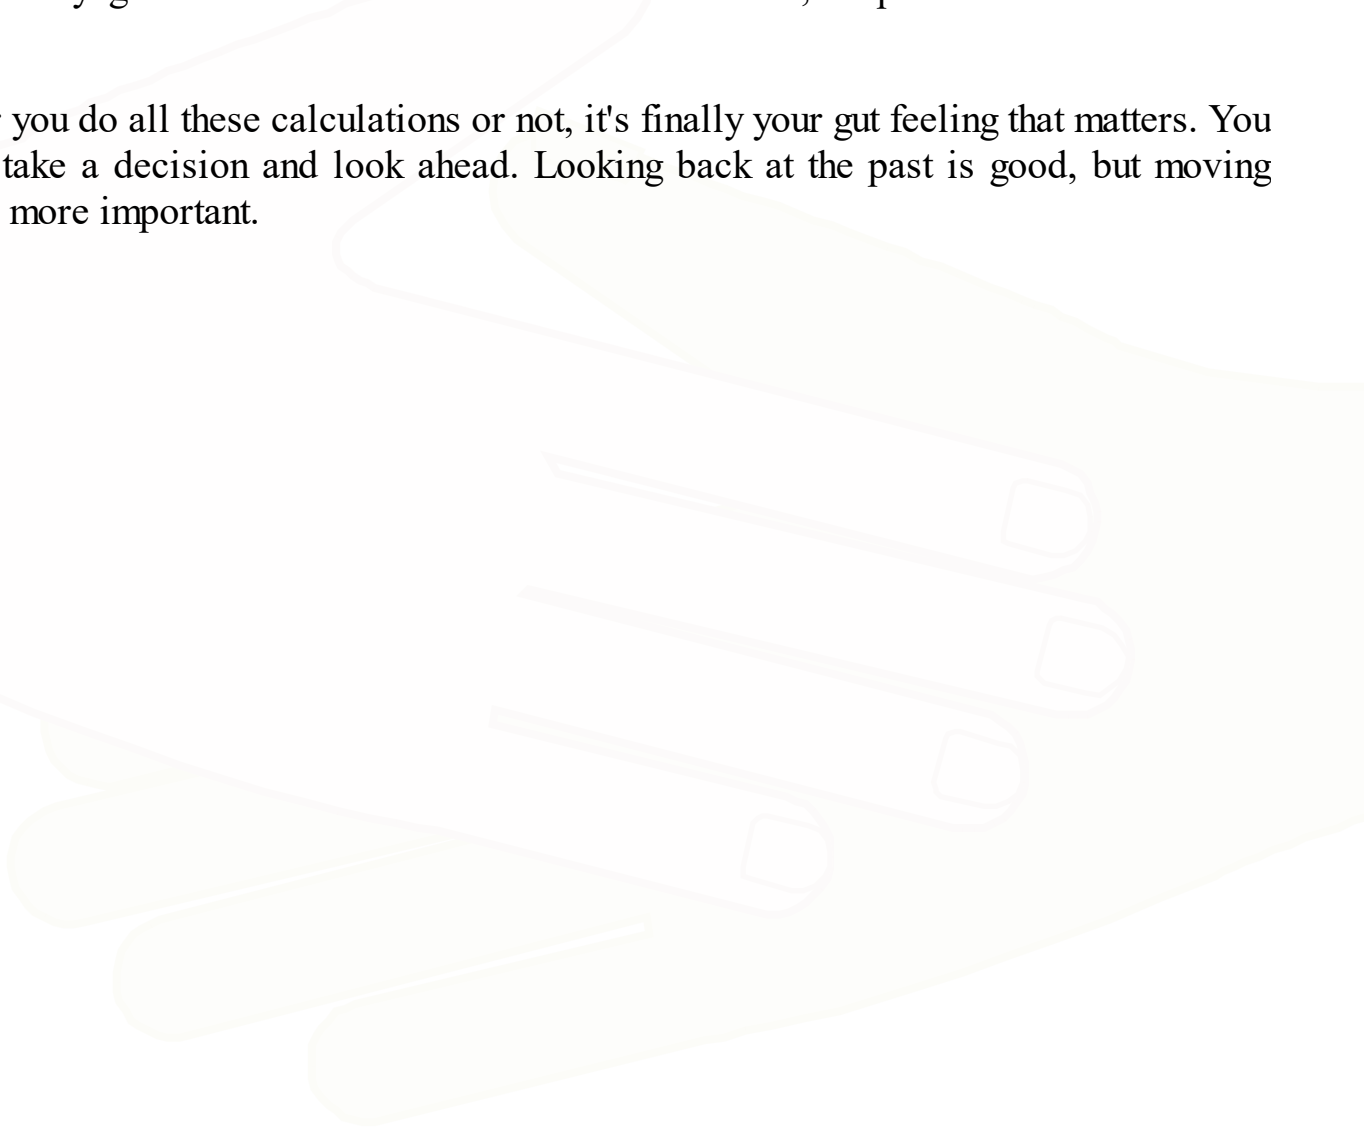 you do all these calculations or not, it's finally your gut feeling that matters. You
take a decision and look ahead. Looking back at the past is good, but moving
more important.